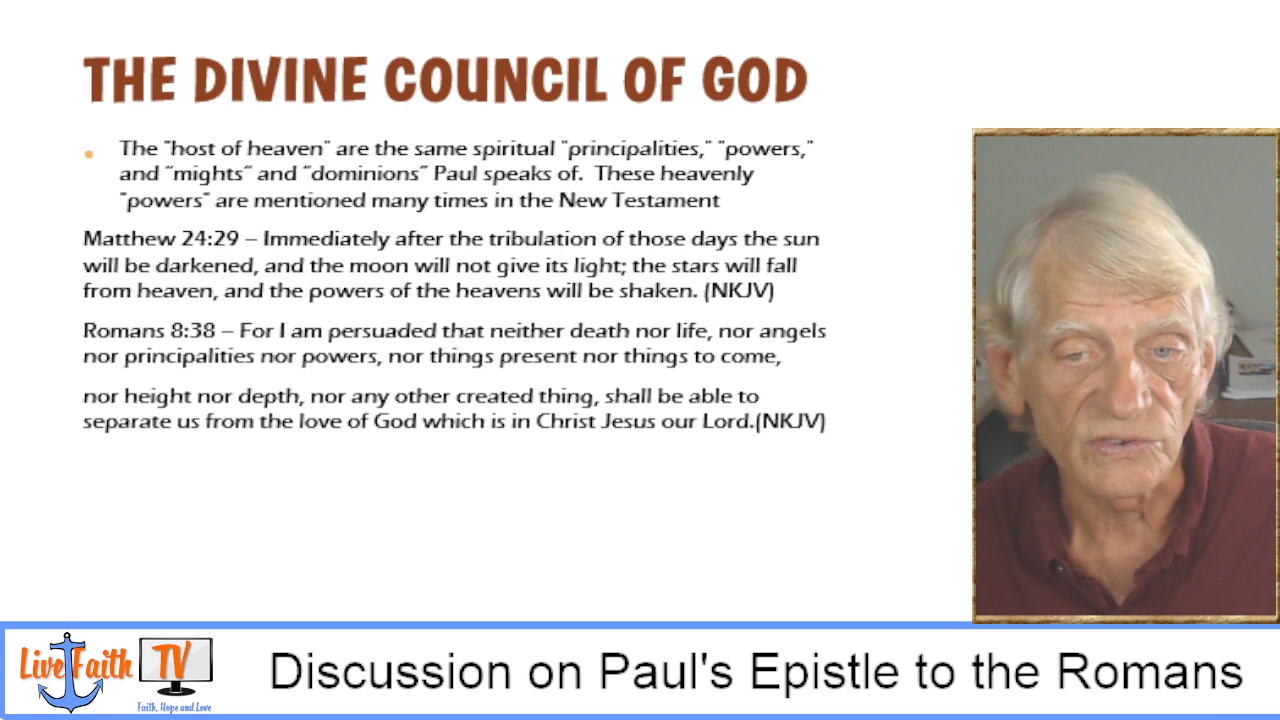 THE DIVINE COUNCIL OF GOD
• The "host of heaven" are the same spiritual "principalities," "powers,"
and "mights" and "dominions" Paul speaks of. These heavenly
"powers" are mentioned many times in the New Testament
Matthew 24:29 – Immediately after the tribulation of those days the sun
will be darkened, and the moon will not give its light; the stars will fall
from heaven, and the powers of the heavens will be shaken. (NKJV)
Romans 8:38 – For I am persuaded that neither death nor life, nor angels
nor principalities nor powers, nor things present nor things to come,
nor height nor depth, nor any other created thing, shall be able to
separate us from the love of God which is in Christ Jesus our Lord.(NKJV)
Live Faith TV
Faith, Hope and Love
Discussion on Paul's Epistle to the Romans